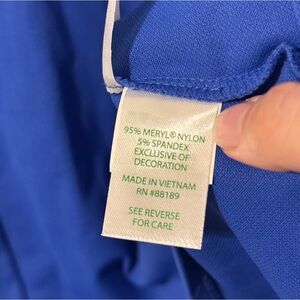 95% MERYL® NYLON
5% SPANDEX
EXCLUSIVE OF
DECORATION
MADE IN VIETNAM
RN #88189
SEE REVERSE
FOR CARE